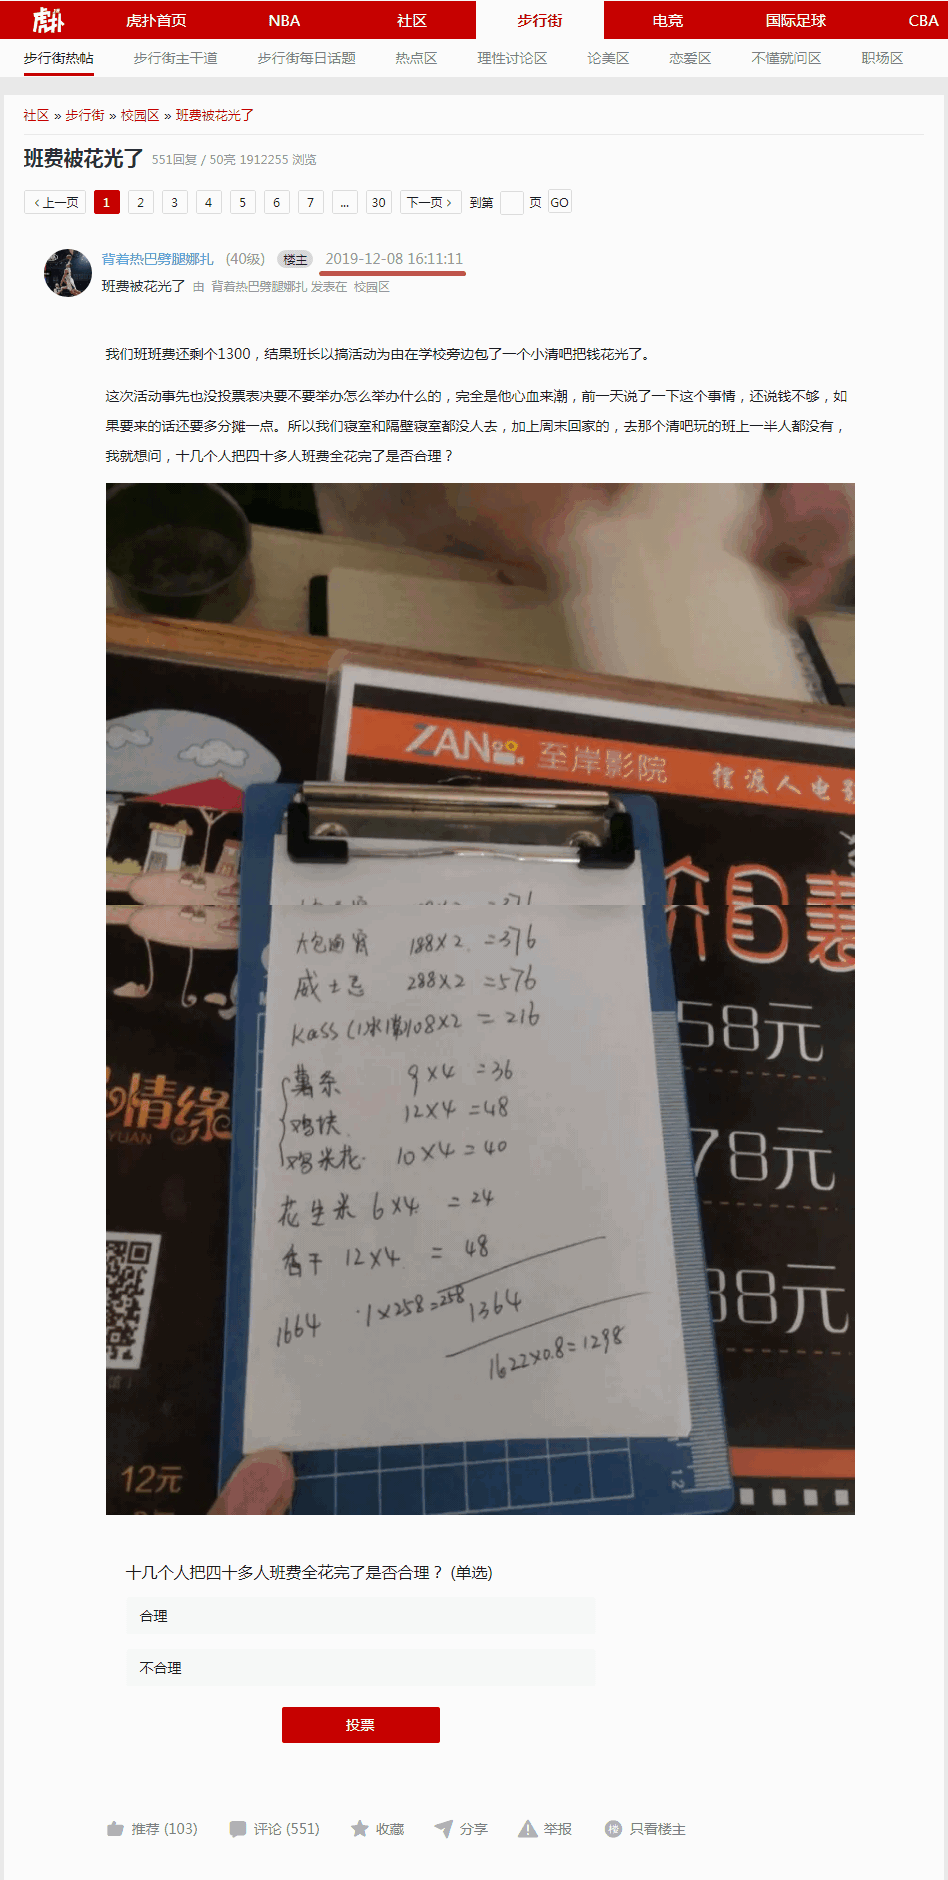 虎扑 虎扑首页 NBA 社区 步行街 电竞 国际足球 CBA
步行街热帖 步行街主干道 步行街每日话题 热点区 理性讨论区 论美区 恋爱区 不懂就问区 职场区
社区 » 步行街 » 校园区 » 班费被花光了
班费被花光了 551回复 / 50亮 1912255 浏览
‹ 上一页 1 2 3 4 5 6 7 ... 30 下一页 › 到第 页 GO
背着热巴劈腿娜扎 (40级) 楼主 2019-12-08 16:11:11
班费被花光了 由 背着热巴劈腿娜扎 发表在 校园区
我们班班费还剩个1300，结果班长以搞活动为由在学校旁边包了一个小清吧把钱花光了。
这次活动事先也没投票表决要不要举办怎么举办什么的，完全是他心血来潮，前一天说了一下这个事情，还说钱不够，如
果要来的话还要多分摊一点。所以我们寝室和隔壁寝室都没人去，加上周末回家的，去那个清吧玩的班上一半人都没有，
我就想问，十几个人把四十多人班费全花完了是否合理？
ZAN 至岸影院 摆渡人电影
价目表
大包通宵 188×2 =376
威士忌 288×2 =576
Kass 108×2 = 216
薯条 9×4 =36
鸡块 12×4 =48
鸡米花 10×4=40
花生米 6×4 =24
香干 12×4 = 48
1664 1×258=258 1364
1622×0.8=1298
58元
78元
88元
情缘
YUAN
12元
12
十几个人把四十多人班费全花完了是否合理？ (单选)
合理
不合理
投票
推荐 (103) 评论 (551) 收藏 分享 举报 楼 只看楼主